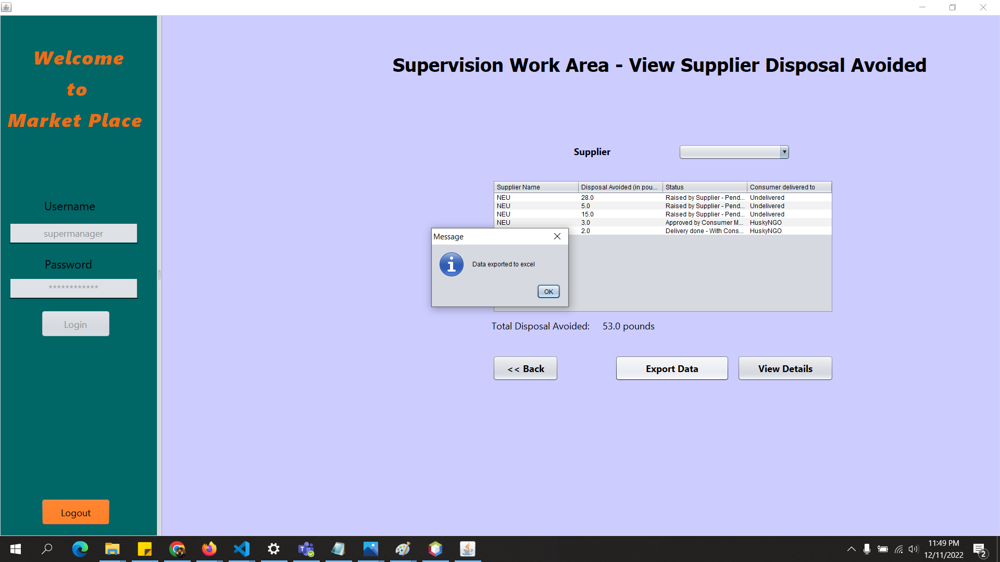 Welcome
to
Market Place
Username
supermanager
Password
************
Login
Logout
Supervision Work Area - View Supplier Disposal Avoided
Supplier
Supplier Name Disposal Avoided (in pou... Status Consumer delivered to
NEU 28.0 Raised by Supplier - Pend... Undelivered
NEU 5.0 Raised by Supplier - Pend... Undelivered
NEU 15.0 Raised by Supplier - Pend... Undelivered
NEU 3.0 Approved by Consumer M... HuskyNGO
2.0 Delivery done - With Cons... HuskyNGO
Message
Data exported to excel
OK
Total Disposal Avoided: 53.0 pounds
<< Back
Export Data
View Details
11:49 PM
12/11/2022
2